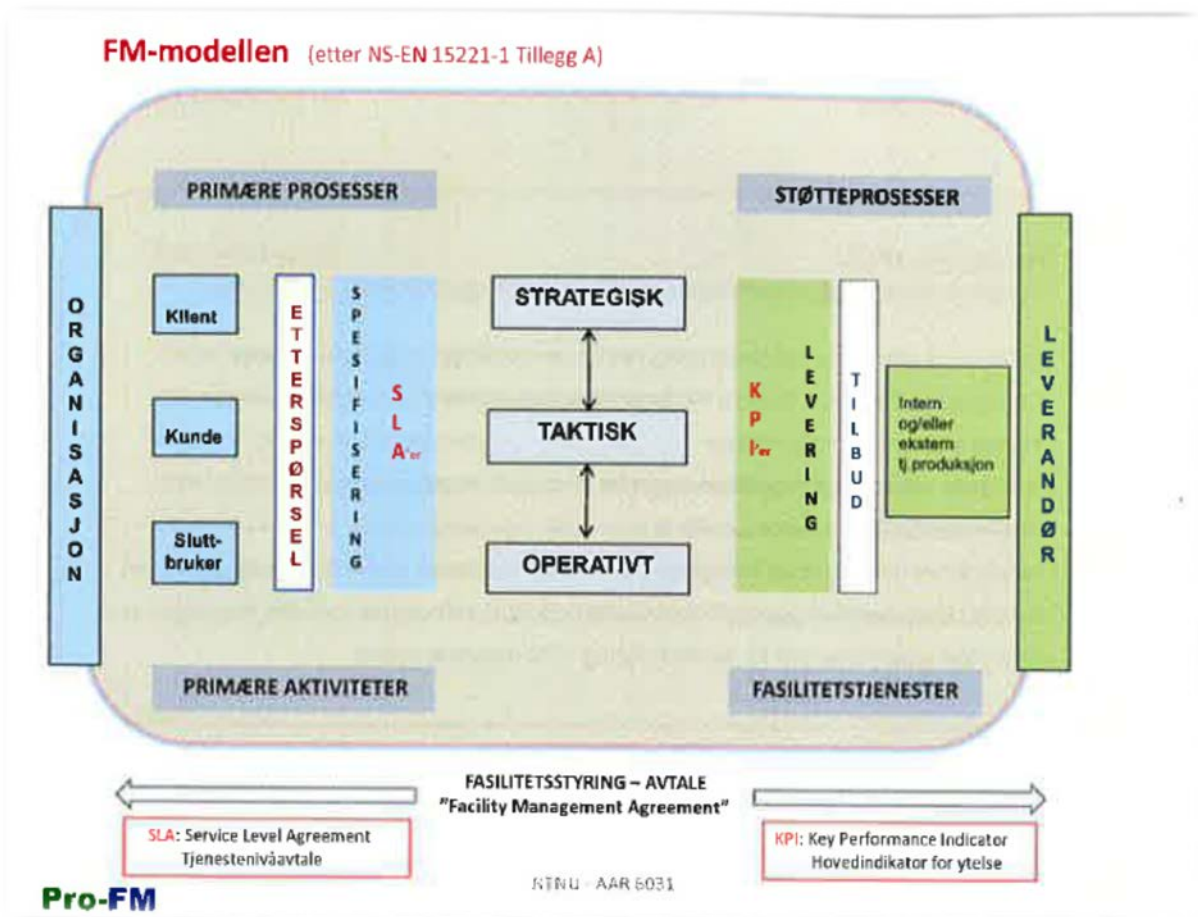 FM-modellen (etter NS-EN 15221-1 Tillegg A)
PRIMÆRE PROSESSER
STØTTEPROSESSER
ORGANISASJON
Klient
Kunde
Slutt-
bruker
ETTERSPØRSEL
SPESIFISERING
SLA'er
STRATEGISK
TAKTISK
OPERATIVT
KPI'er
LEVERING
TILBUD
Intern
og/eller
ekstern
tj.produksjon
LEVERANDØR
PRIMÆRE AKTIVITETER
FASILITETSTJENESTER
FASILITETSSTYRING – AVTALE
"Facility Management Agreement"
SLA: Service Level Agreement
Tjenestenivåavtale
KPI: Key Performance Indicator
Hovedindikator for ytelse
NTNU - AAR 6031
Pro-FM